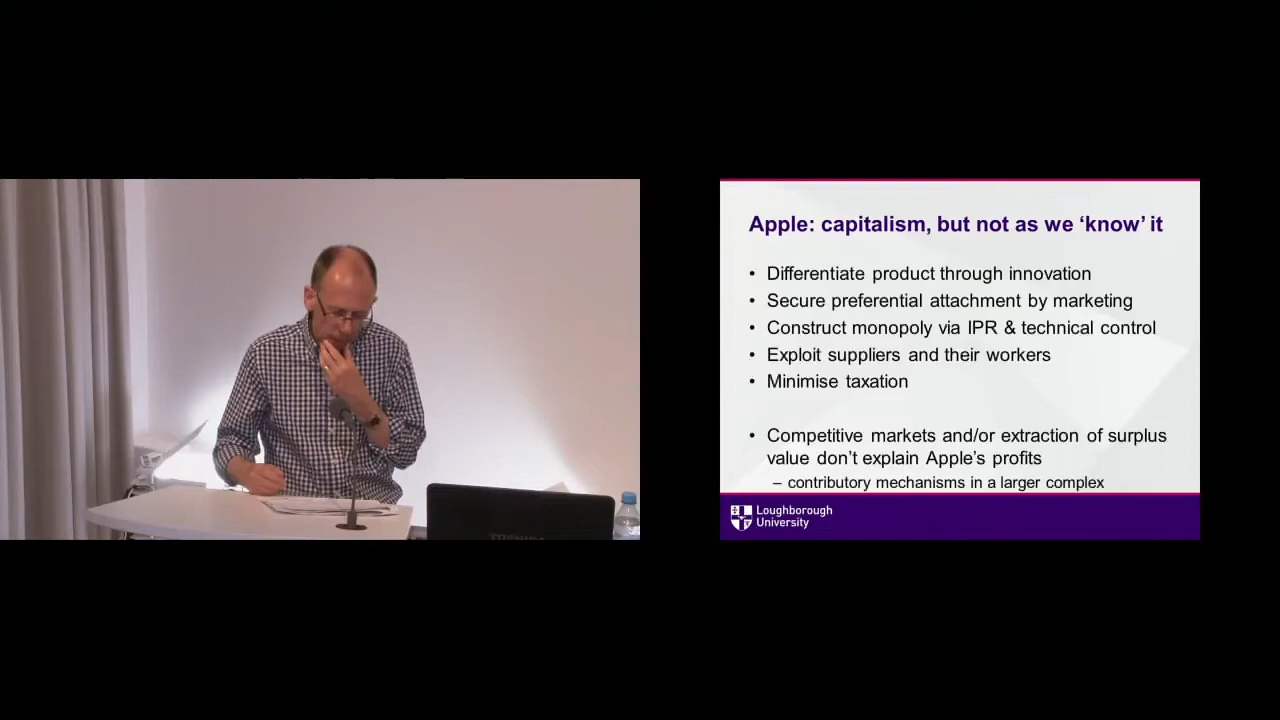 Apple: capitalism, but not as we ‘know’ it
• Differentiate product through innovation
• Secure preferential attachment by marketing
• Construct monopoly via IPR & technical control
• Exploit suppliers and their workers
• Minimise taxation
• Competitive markets and/or extraction of surplus
value don’t explain Apple’s profits
– contributory mechanisms in a larger complex
Loughborough
University
TOSHIBA